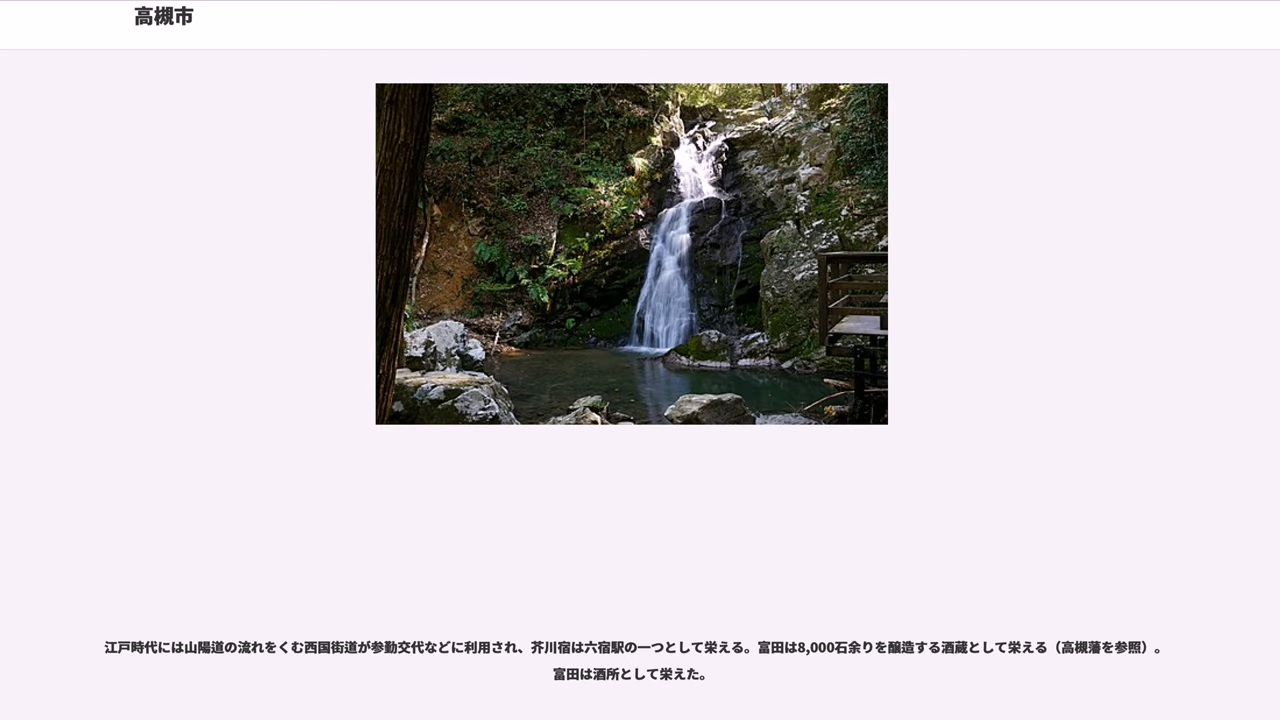 高槻市
江戸時代には山陽道の流れをくむ西国街道が参勤交代などに利用され、芥川宿は六宿駅の一つとして栄える。富田は8,000石余りを醸造する酒蔵として栄える（高槻藩を参照）。
富田は酒所として栄えた。